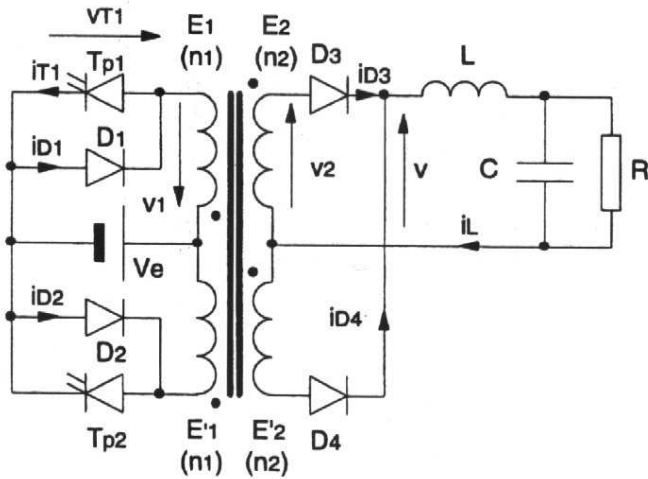 VT1
E1
(n1)
E2
(n2)
D3
iD3
L
iT1
Tp1
D1
iD1
v1
v2
v
C
R
Ve
iL
iD2
D2
iD4
Tp2
E'1
(n1)
E'2
(n2)
D4